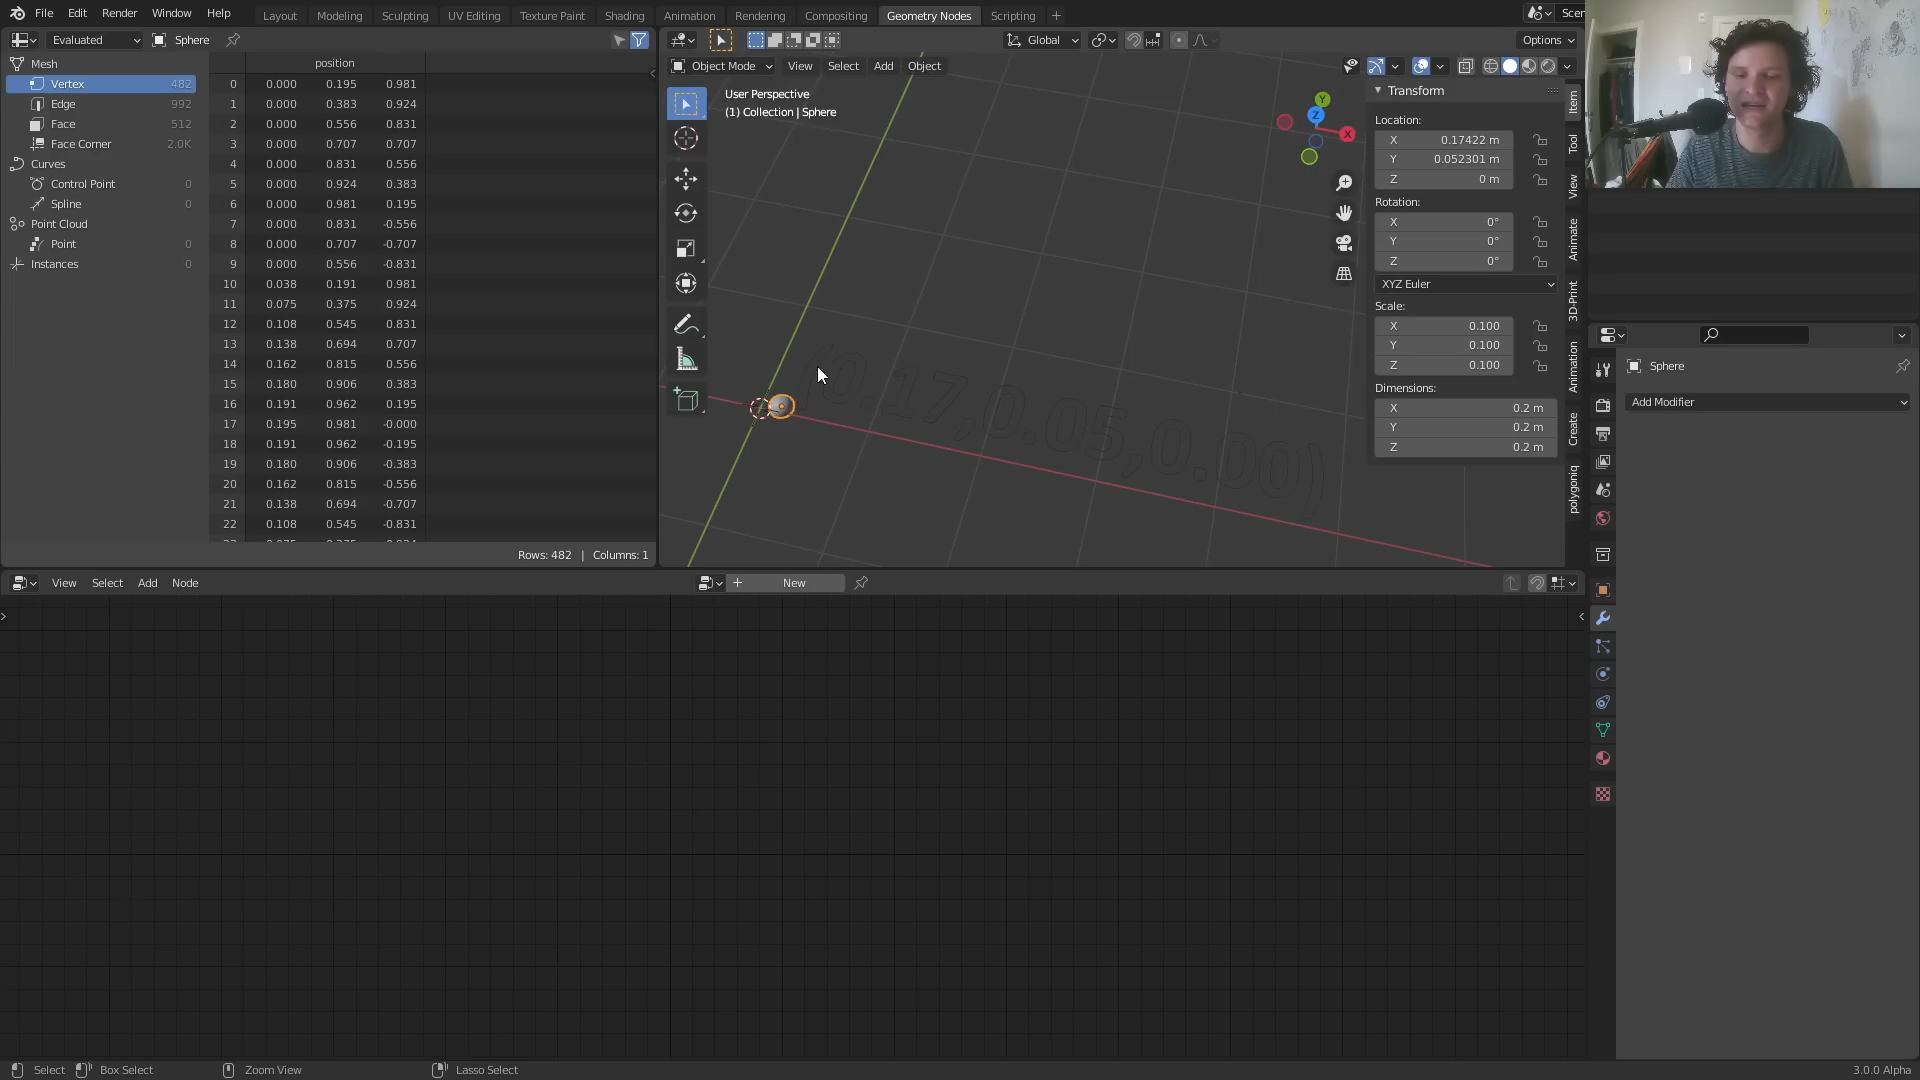 File Edit Render Window Help Layout Modeling Sculpting UV Editing Texture Paint Shading Animation Rendering Compositing Geometry Nodes Scripting + Scen
Evaluated Sphere
Global Options
Mesh
Vertex 482
Edge 992
Face 512
Face Corner 2.0K
Curves
Control Point 0
Spline 0
Point Cloud
Point 0
Instances 0
position
0 0.000 0.195 0.981
1 0.000 0.383 0.924
2 0.000 0.556 0.831
3 0.000 0.707 0.707
4 0.000 0.831 0.556
5 0.000 0.924 0.383
6 0.000 0.981 0.195
7 0.000 0.831 -0.556
8 0.000 0.707 -0.707
9 0.000 0.556 -0.831
10 0.038 0.191 0.981
11 0.075 0.375 0.924
12 0.108 0.545 0.831
13 0.138 0.694 0.707
14 0.162 0.815 0.556
15 0.180 0.906 0.383
16 0.191 0.962 0.195
17 0.195 0.981 -0.000
18 0.191 0.962 -0.195
19 0.180 0.906 -0.383
20 0.162 0.815 -0.556
21 0.138 0.694 -0.707
22 0.108 0.545 -0.831
Rows: 482 | Columns: 1
Object Mode View Select Add Object
User Perspective
(1) Collection | Sphere
Y
Z
X
(0.17,0.05,0.00)
Transform
Location:
X 0.17422 m
Y 0.052301 m
Z 0 m
Rotation:
X 0°
Y 0°
Z 0°
XYZ Euler
Scale:
X 0.100
Y 0.100
Z 0.100
Dimensions:
X 0.2 m
Y 0.2 m
Z 0.2 m
Item
Tool
View
Animate
3D-Print
Animation
Create
polygoniq
Sphere
Add Modifier
View Select Add Node
+ New
Select Box Select Zoom View Lasso Select 3.0.0 Alpha